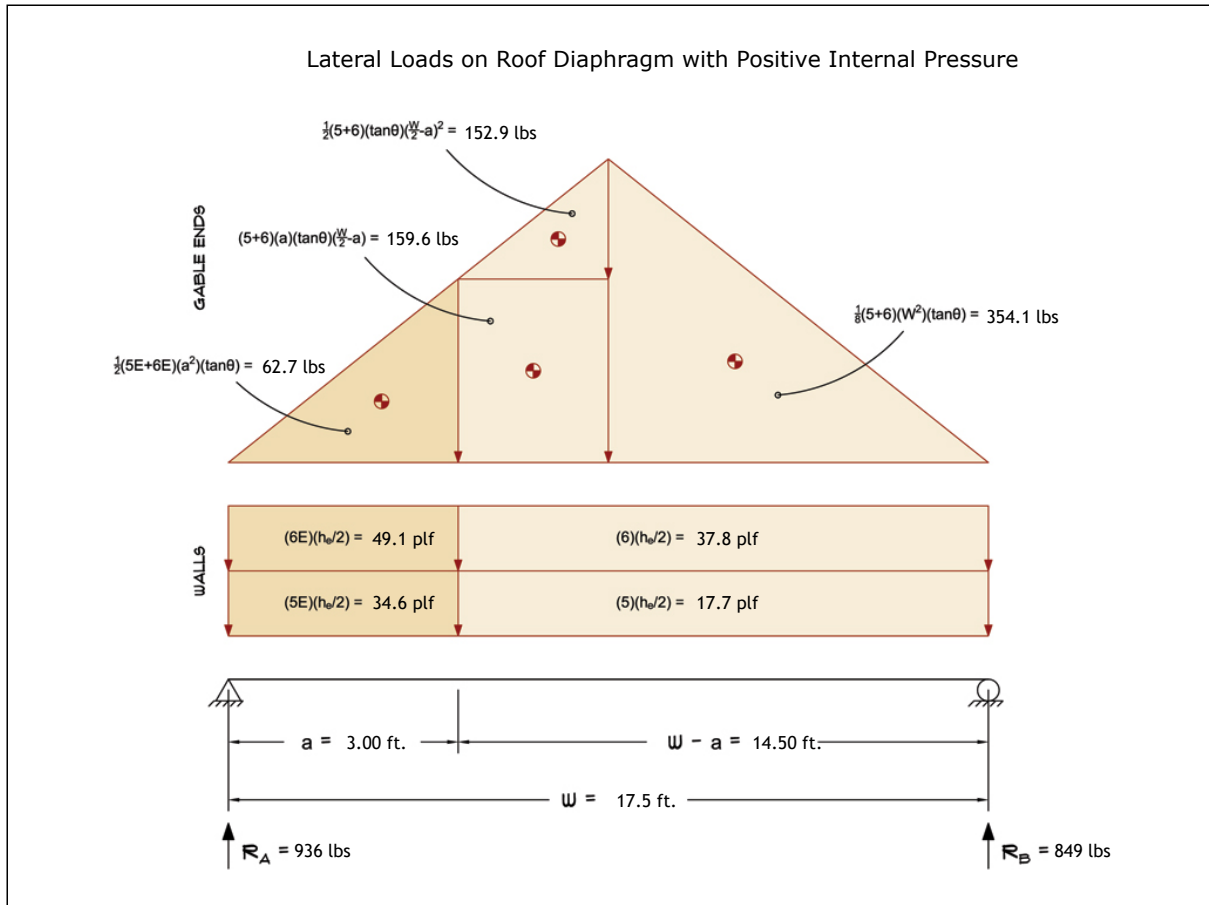 Lateral Loads on Roof Diaphragm with Positive Internal Pressure
½(5+6)(tanθ)(W/2-a)² = 152.9 lbs
GABLE ENDS
(5+6)(a)(tanθ)(W/2-a) = 159.6 lbs
⅛(5+6)(W²)(tanθ) = 354.1 lbs
½(5E+6E)(a²)(tanθ) = 62.7 lbs
WALLS
(6E)(hₑ/2) = 49.1 plf
(6)(hₑ/2) = 37.8 plf
(5E)(hₑ/2) = 34.6 plf
(5)(hₑ/2) = 17.7 plf
a = 3.00 ft.
W - a = 14.50 ft.
W = 17.5 ft.
R_A = 936 lbs
R_B = 849 lbs